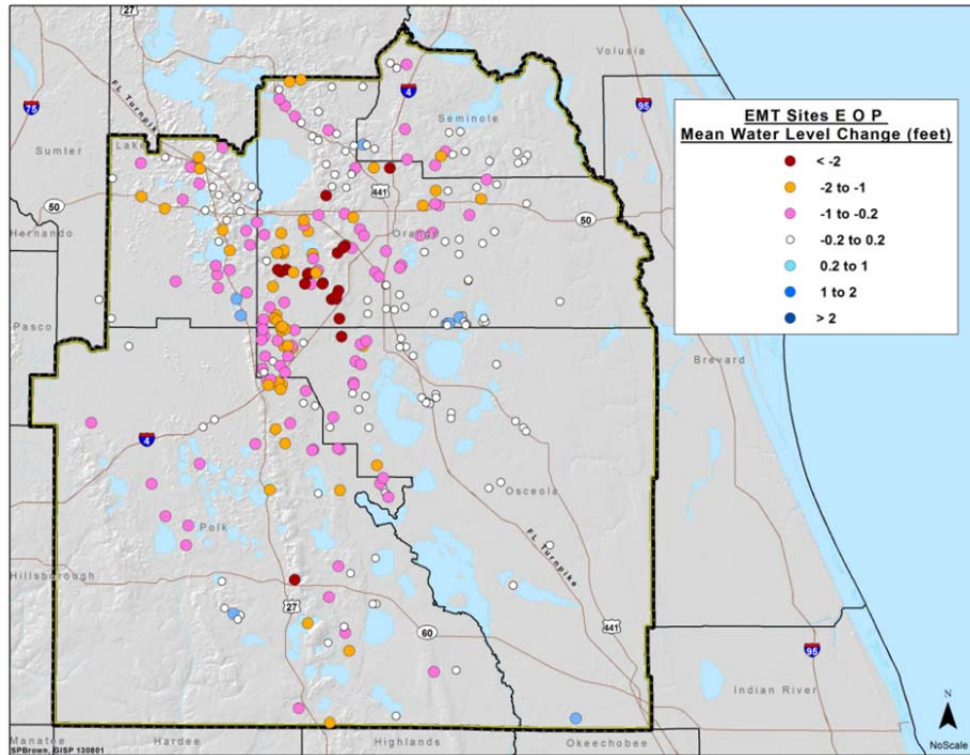 27
Volusia
4
95
75
FL Turnpike
Seminole
Sumter
Lake
441
50
50
Hernando
Orange
Pasco
EMT Sites E O P
Mean Water Level Change (feet)
< -2
-2 to -1
-1 to -0.2
-0.2 to 0.2
0.2 to 1
1 to 2
> 2
Brevard
4
Osceola
Polk
FL Turnpike
Hillsborough
27
60
441
95
Indian River
N
NoScale
Manatee
Hardee
Highlands
Okeechobee
SPBrown, GISP 130801